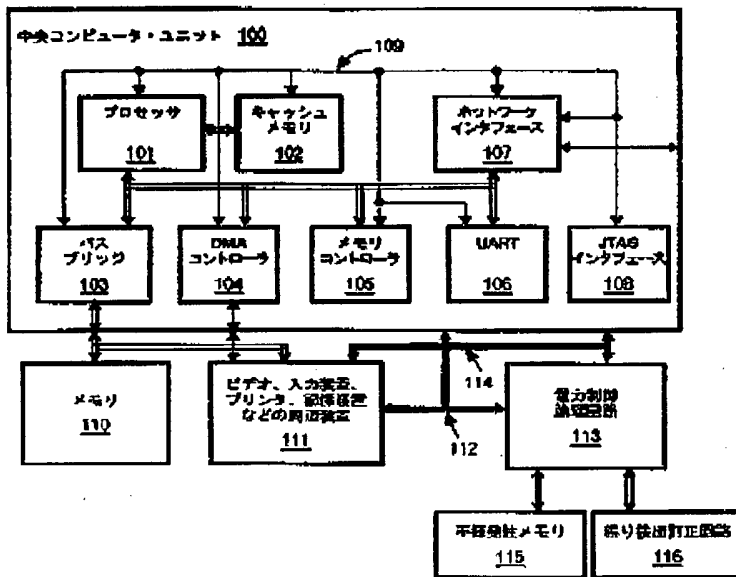 中央コンピュータ・ユニット 100
109
プロセッサ
101
キャッシュ
メモリ
102
ネットワーク
インタフェース
107
バス
ブリッジ
103
DMA
コントローラ
104
メモリ
コントローラ
105
UART
106
JTAG
インタフェース
108
メモリ
110
ビデオ、入力装置、
プリンタ、記憶装置
などの周辺装置
111
112
114
電力制御
論理回路
113
不揮発性メモリ
115
誤り検出訂正回路
116